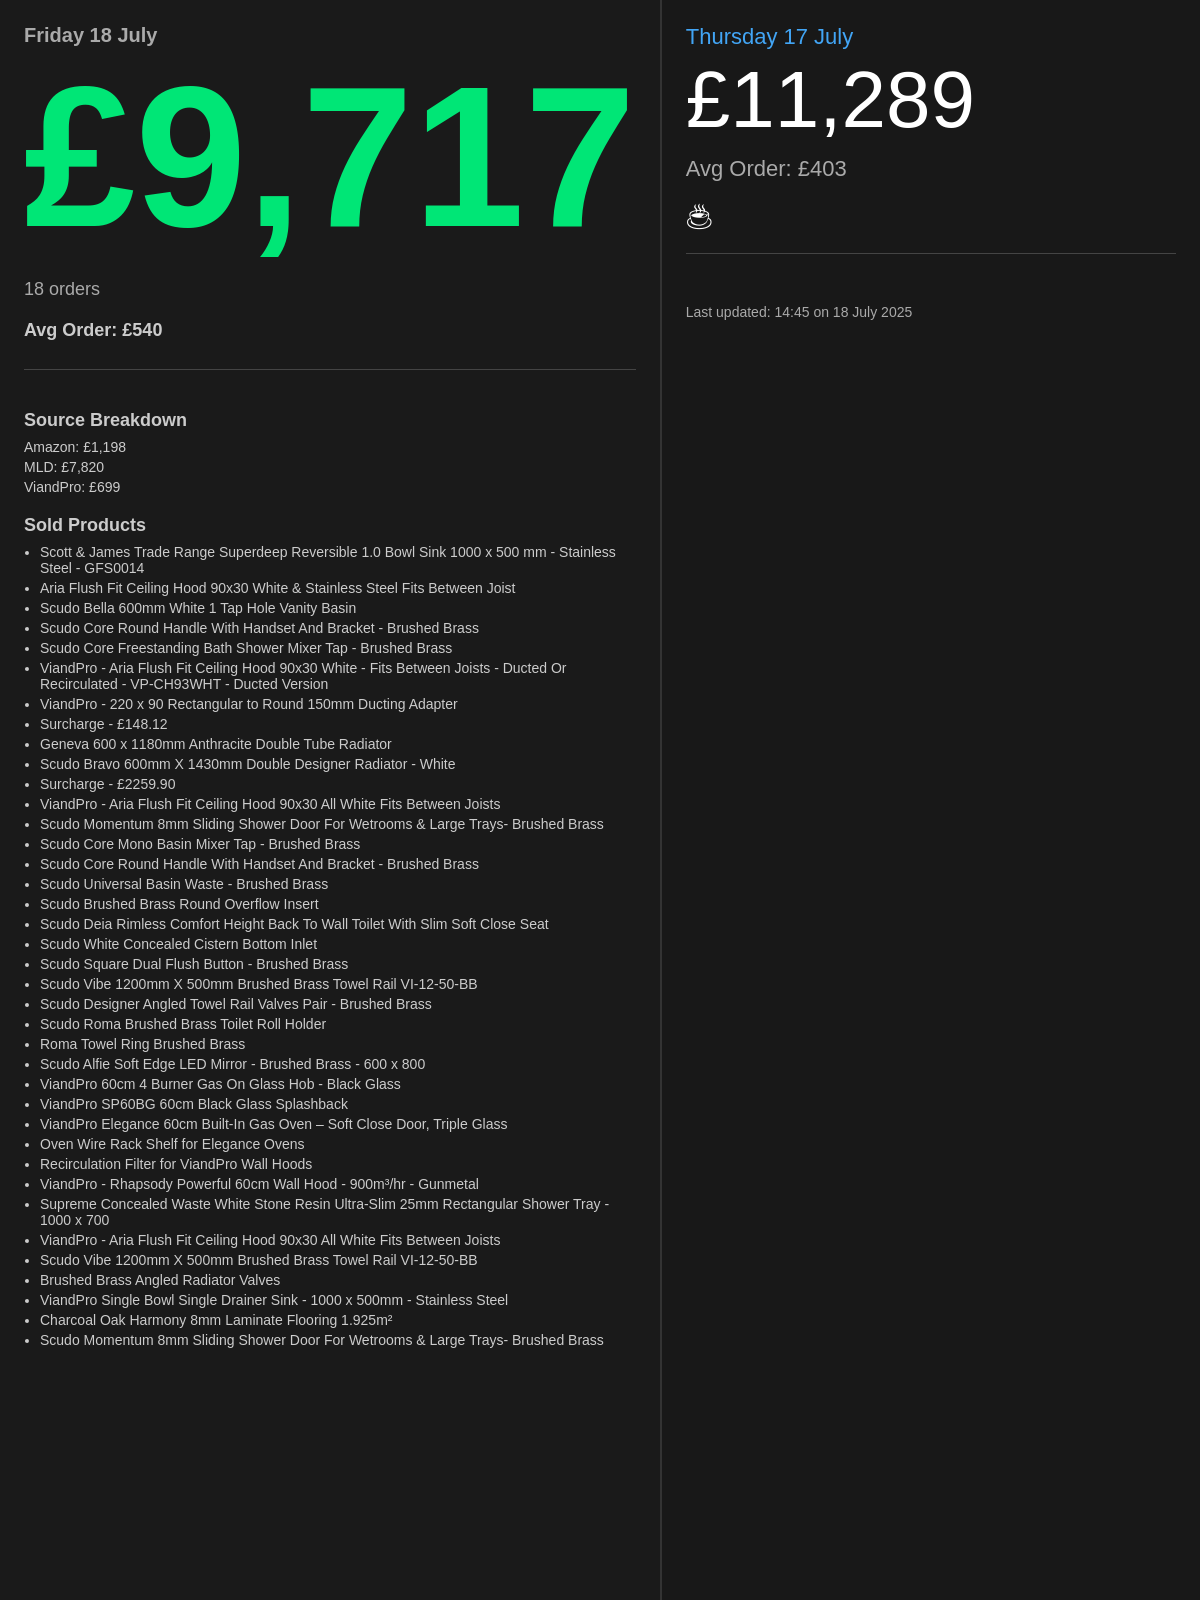 Friday 18 July
£9,717
18 orders
Avg Order: £540
Source Breakdown
Amazon: £1,198
MLD: £7,820
ViandPro: £699
Sold Products
• Scott & James Trade Range Superdeep Reversible 1.0 Bowl Sink 1000 x 500 mm - Stainless
Steel - GFS0014
• Aria Flush Fit Ceiling Hood 90x30 White & Stainless Steel Fits Between Joist
• Scudo Bella 600mm White 1 Tap Hole Vanity Basin
• Scudo Core Round Handle With Handset And Bracket - Brushed Brass
• Scudo Core Freestanding Bath Shower Mixer Tap - Brushed Brass
• ViandPro - Aria Flush Fit Ceiling Hood 90x30 White - Fits Between Joists - Ducted Or
Recirculated - VP-CH93WHT - Ducted Version
• ViandPro - 220 x 90 Rectangular to Round 150mm Ducting Adapter
• Surcharge - £148.12
• Geneva 600 x 1180mm Anthracite Double Tube Radiator
• Scudo Bravo 600mm X 1430mm Double Designer Radiator - White
• Surcharge - £2259.90
• ViandPro - Aria Flush Fit Ceiling Hood 90x30 All White Fits Between Joists
• Scudo Momentum 8mm Sliding Shower Door For Wetrooms & Large Trays- Brushed Brass
• Scudo Core Mono Basin Mixer Tap - Brushed Brass
• Scudo Core Round Handle With Handset And Bracket - Brushed Brass
• Scudo Universal Basin Waste - Brushed Brass
• Scudo Brushed Brass Round Overflow Insert
• Scudo Deia Rimless Comfort Height Back To Wall Toilet With Slim Soft Close Seat
• Scudo White Concealed Cistern Bottom Inlet
• Scudo Square Dual Flush Button - Brushed Brass
• Scudo Vibe 1200mm X 500mm Brushed Brass Towel Rail VI-12-50-BB
• Scudo Designer Angled Towel Rail Valves Pair - Brushed Brass
• Scudo Roma Brushed Brass Toilet Roll Holder
• Roma Towel Ring Brushed Brass
• Scudo Alfie Soft Edge LED Mirror - Brushed Brass - 600 x 800
• ViandPro 60cm 4 Burner Gas On Glass Hob - Black Glass
• ViandPro SP60BG 60cm Black Glass Splashback
• ViandPro Elegance 60cm Built-In Gas Oven – Soft Close Door, Triple Glass
• Oven Wire Rack Shelf for Elegance Ovens
• Recirculation Filter for ViandPro Wall Hoods
• ViandPro - Rhapsody Powerful 60cm Wall Hood - 900m³/hr - Gunmetal
• Supreme Concealed Waste White Stone Resin Ultra-Slim 25mm Rectangular Shower Tray -
1000 x 700
• ViandPro - Aria Flush Fit Ceiling Hood 90x30 All White Fits Between Joists
• Scudo Vibe 1200mm X 500mm Brushed Brass Towel Rail VI-12-50-BB
• Brushed Brass Angled Radiator Valves
• ViandPro Single Bowl Single Drainer Sink - 1000 x 500mm - Stainless Steel
• Charcoal Oak Harmony 8mm Laminate Flooring 1.925m²
• Scudo Momentum 8mm Sliding Shower Door For Wetrooms & Large Trays- Brushed Brass
Thursday 17 July
£11,289
Avg Order: £403
☕
Last updated: 14:45 on 18 July 2025